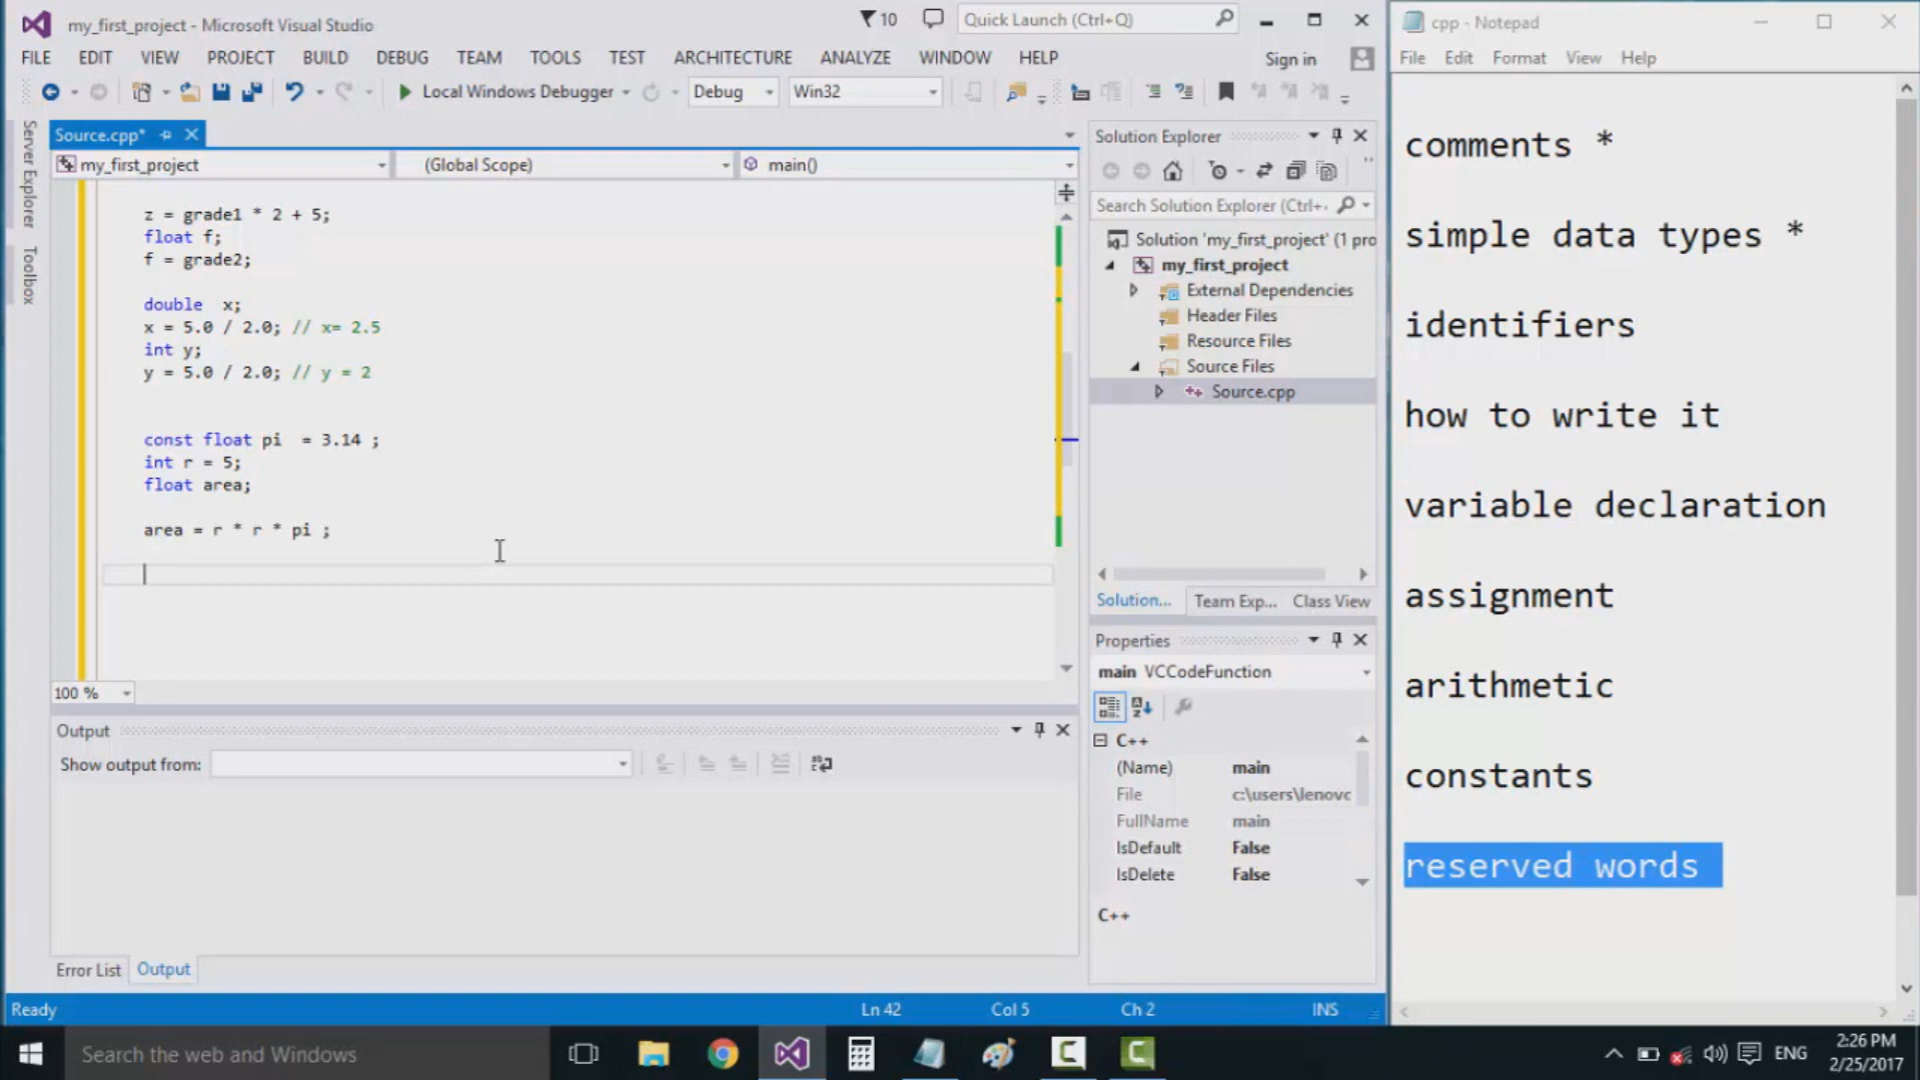 my_first_project - Microsoft Visual Studio
10
Quick Launch (Ctrl+Q)
FILE EDIT VIEW PROJECT BUILD DEBUG TEAM TOOLS TEST ARCHITECTURE ANALYZE WINDOW HELP
Sign in
Local Windows Debugger
Debug
Win32
Server Explorer
Toolbox
Source.cpp*
my_first_project
(Global Scope)
main()
z = grade1 * 2 + 5;
float f;
f = grade2;
double  x;
x = 5.0 / 2.0; // x= 2.5
int y;
y = 5.0 / 2.0; // y = 2
const float pi  = 3.14 ;
int r = 5;
float area;
area = r * r * pi ;
100 %
Output
Show output from:
Error List
Output
Solution Explorer
Search Solution Explorer (Ctrl+
Solution 'my_first_project' (1 pro
my_first_project
External Dependencies
Header Files
Resource Files
Source Files
Source.cpp
Solution... Team Exp... Class View
Properties
main VCCodeFunction
C++
(Name) main
File c:\users\lenovc
FullName main
IsDefault False
IsDelete False
C++
Ready
Ln 42
Col 5
Ch 2
INS
cpp - Notepad
File Edit Format View Help
comments *
simple data types *
identifiers
how to write it
variable declaration
assignment
arithmetic
constants
reserved words
Search the web and Windows
ENG
2:26 PM
2/25/2017